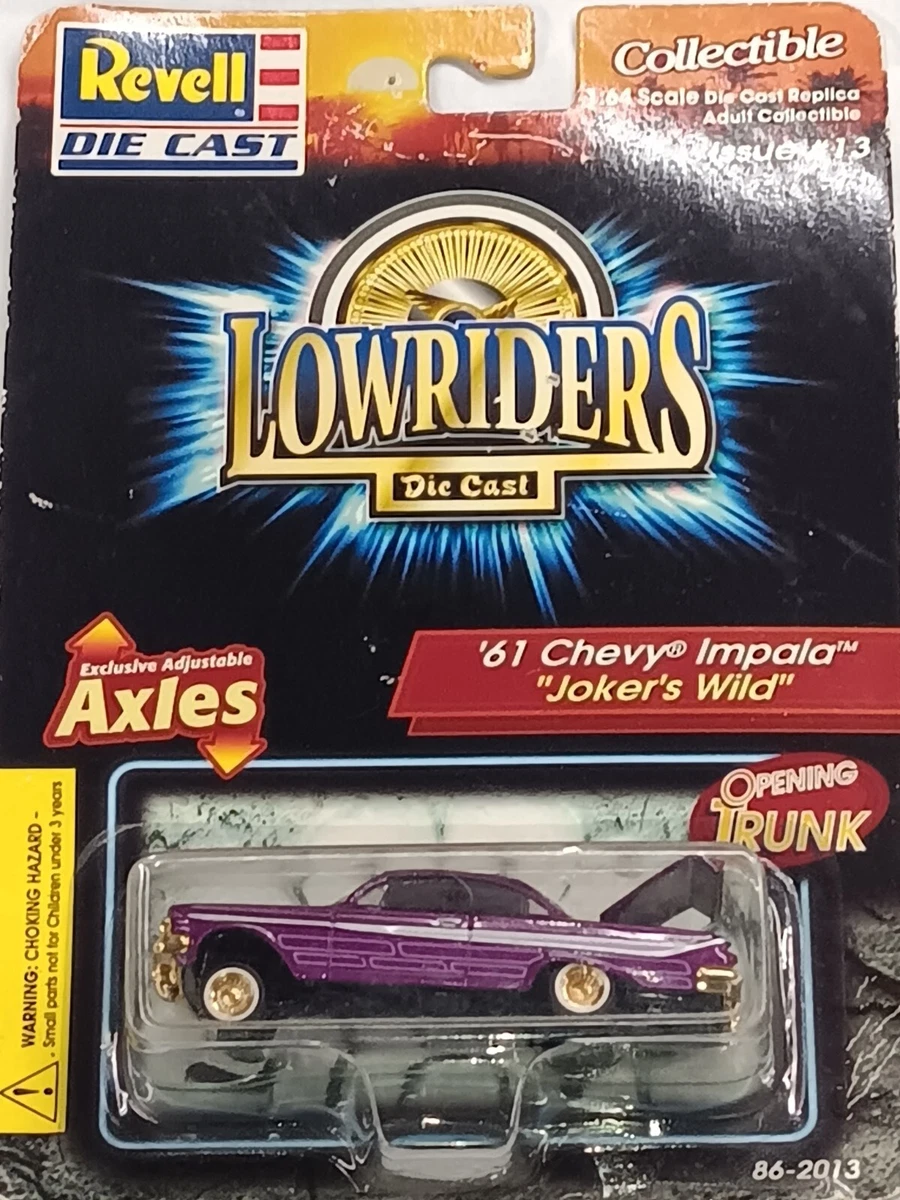 Revell
DIE CAST
Collectible
1:64 Scale Die Cast Replica
Adult Collectible
Issue #13
LOWRIDERS
Die Cast
Exclusive Adjustable
Axles
'61 Chevy® Impala™
"Joker's Wild"
OPENING
TRUNK
WARNING: CHOKING HAZARD –
Small parts not for Children under 3 years
86-2013